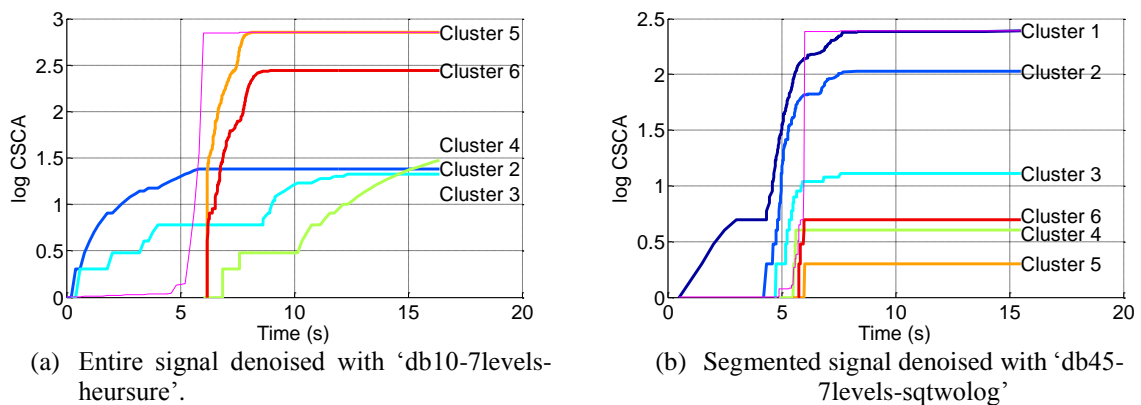 3
2.5
2
1.5
1
0.5
0
log CSCA
0 5 10 15 20
Time (s)
Cluster 5
Cluster 6
Cluster 4
Cluster 2
Cluster 3
(a) Entire signal denoised with ‘db10-7levels-
heursure’.
2.5
2
1.5
1
0.5
0
log CSCA
0 5 10 15 20
Time (s)
Cluster 1
Cluster 2
Cluster 3
Cluster 6
Cluster 4
Cluster 5
(b) Segmented signal denoised with ‘db45-
7levels-sqtwolog’